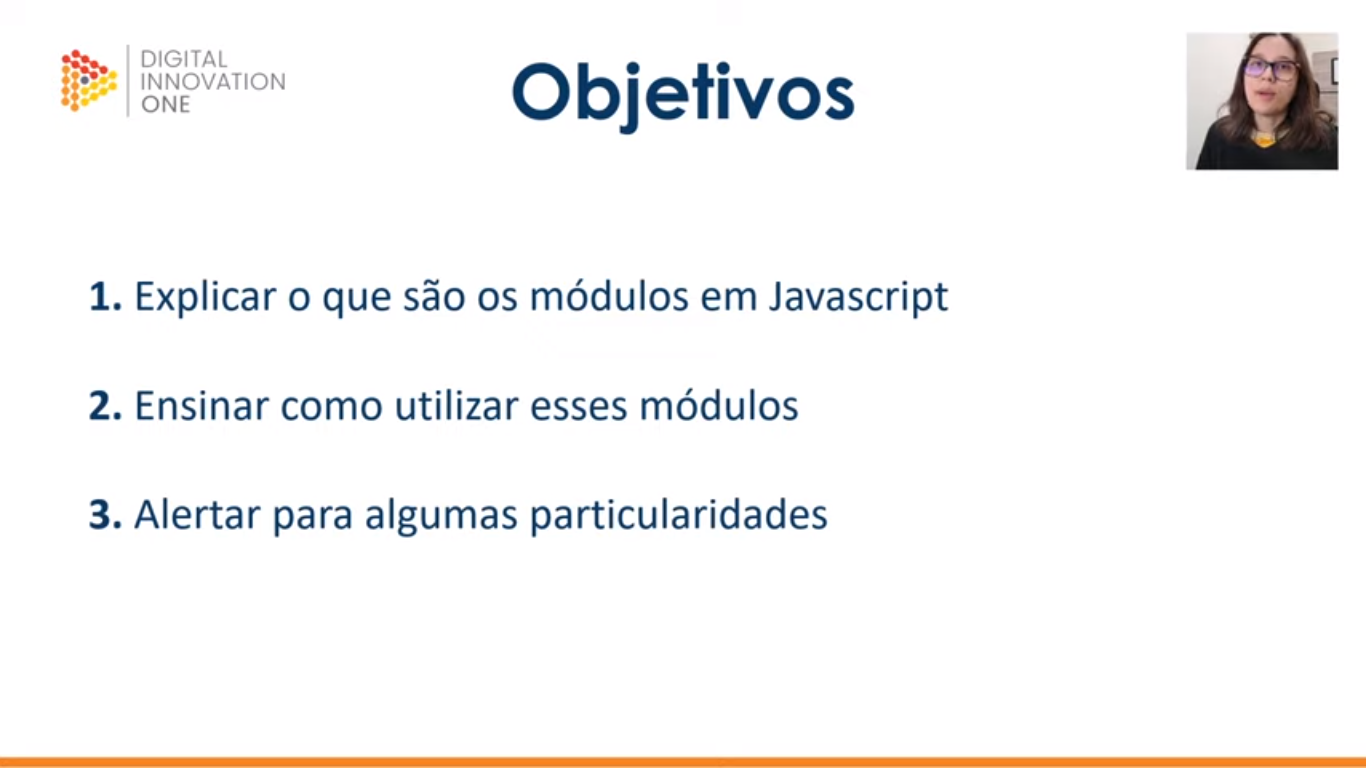 DIGITAL
INNOVATION
ONE
Objetivos
1. Explicar o que são os módulos em Javascript
2. Ensinar como utilizar esses módulos
3. Alertar para algumas particularidades